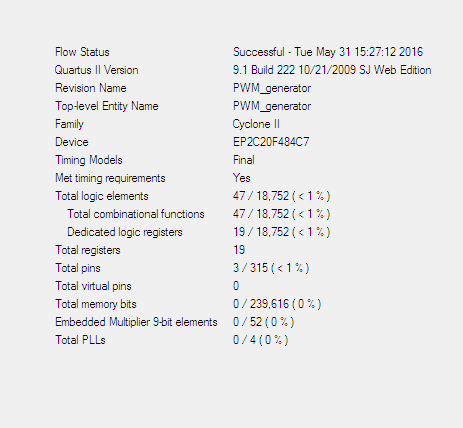 Flow Status Successful - Tue May 31 15:27:12 2016
Quartus II Version 9.1 Build 222 10/21/2009 SJ Web Edition
Revision Name PWM_generator
Top-level Entity Name PWM_generator
Family Cyclone II
Device EP2C20F484C7
Timing Models Final
Met timing requirements Yes
Total logic elements 47 / 18,752 ( < 1 % )
Total combinational functions 47 / 18,752 ( < 1 % )
Dedicated logic registers 19 / 18,752 ( < 1 % )
Total registers 19
Total pins 3 / 315 ( < 1 % )
Total virtual pins 0
Total memory bits 0 / 239,616 ( 0 % )
Embedded Multiplier 9-bit elements 0 / 52 ( 0 % )
Total PLLs 0 / 4 ( 0 % )